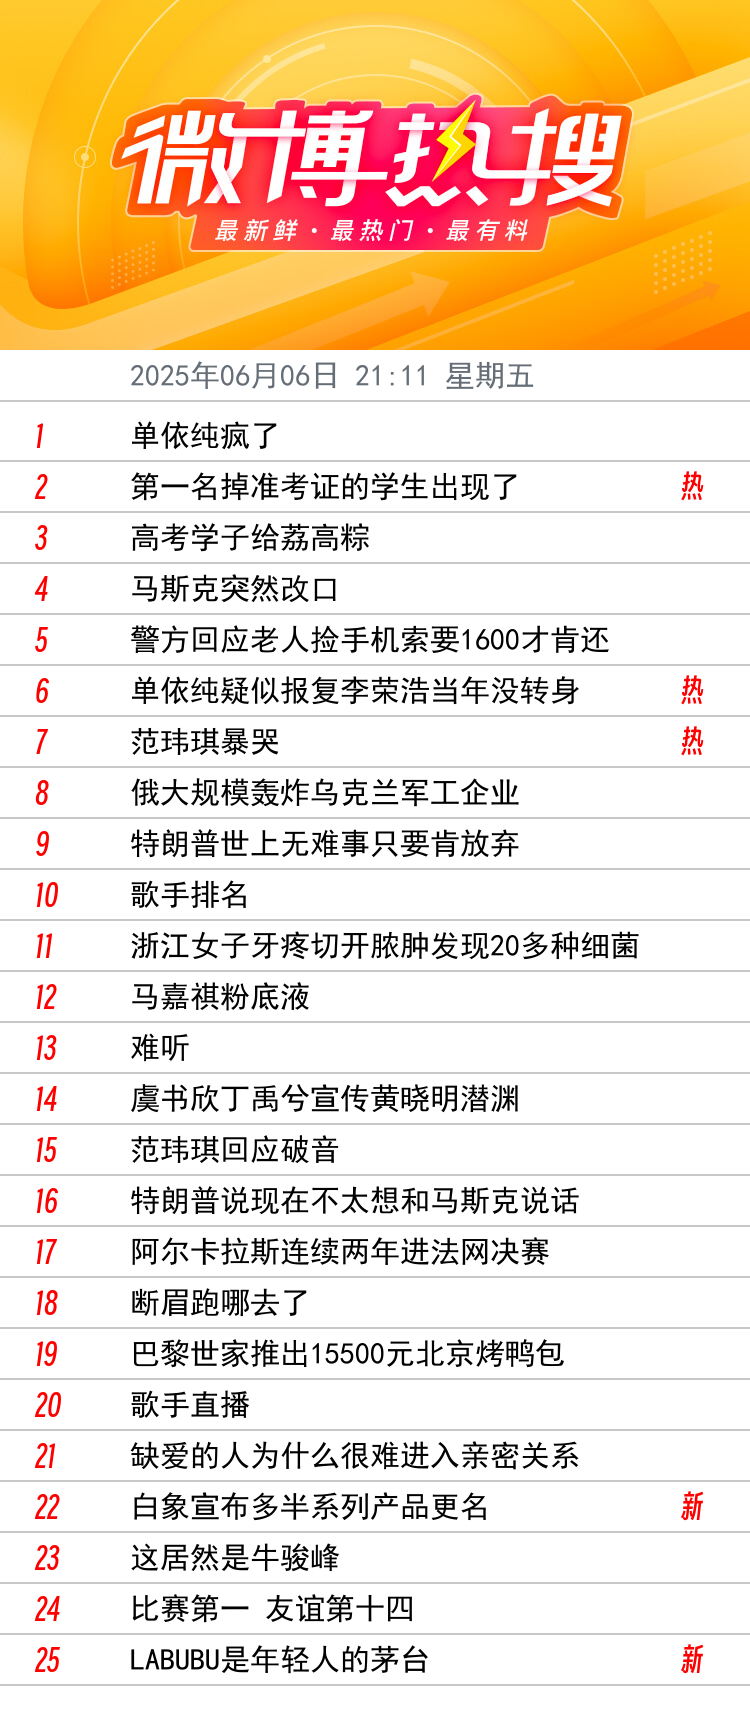 微博热搜
最新鲜·最热门·最有料
2025年06月06日 21:11 星期五
1 单依纯疯了
2 第一名掉准考证的学生出现了 热
3 高考学子给荔高粽
4 马斯克突然改口
5 警方回应老人捡手机索要1600才肯还
6 单依纯疑似报复李荣浩当年没转身 热
7 范玮琪暴哭 热
8 俄大规模轰炸乌克兰军工企业
9 特朗普世上无难事只要肯放弃
10 歌手排名
11 浙江女子牙疼切开脓肿发现20多种细菌
12 马嘉祺粉底液
13 难听
14 虞书欣丁禹兮宣传黄晓明潜渊
15 范玮琪回应破音
16 特朗普说现在不太想和马斯克说话
17 阿尔卡拉斯连续两年进法网决赛
18 断眉跑哪去了
19 巴黎世家推出15500元北京烤鸭包
20 歌手直播
21 缺爱的人为什么很难进入亲密关系
22 白象宣布多半系列产品更名 新
23 这居然是牛骏峰
24 比赛第一 友谊第十四
25 LABUBU是年轻人的茅台 新